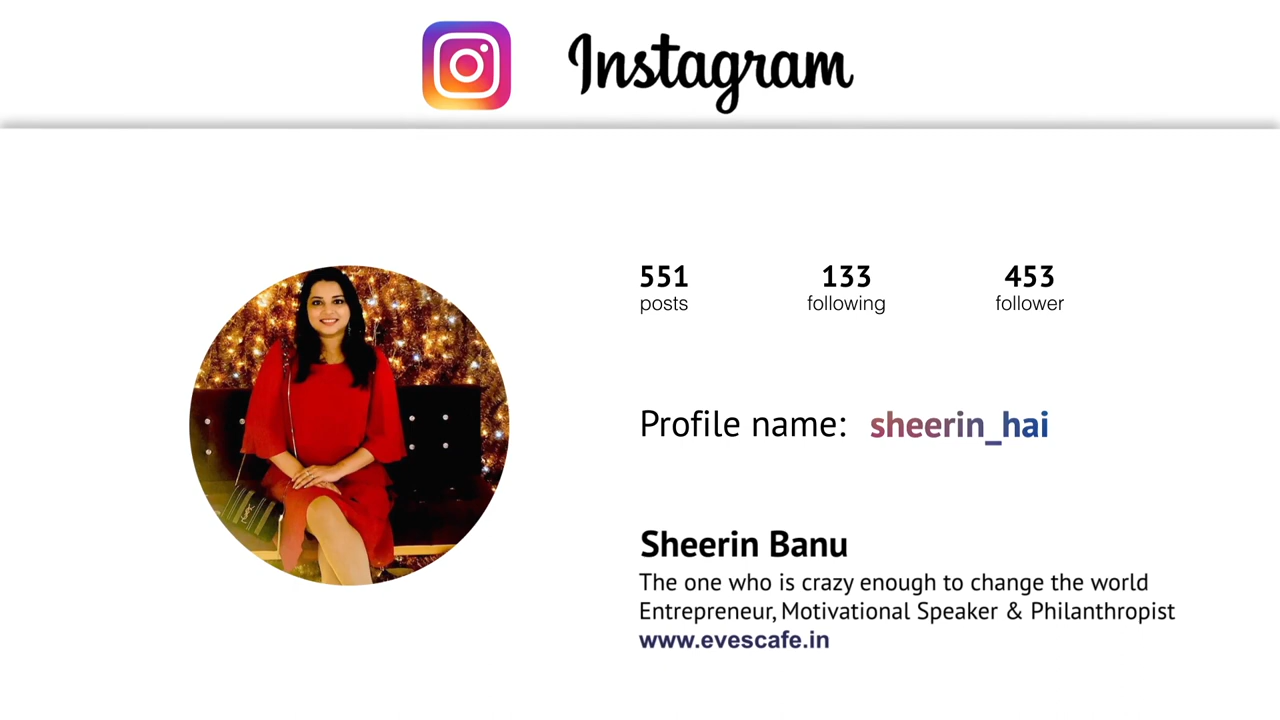 Instagram
551 133 453
posts following follower
Profile name: sheerin_hai
Sheerin Banu
The one who is crazy enough to change the world
Entrepreneur, Motivational Speaker & Philanthropist
www.evescafe.in